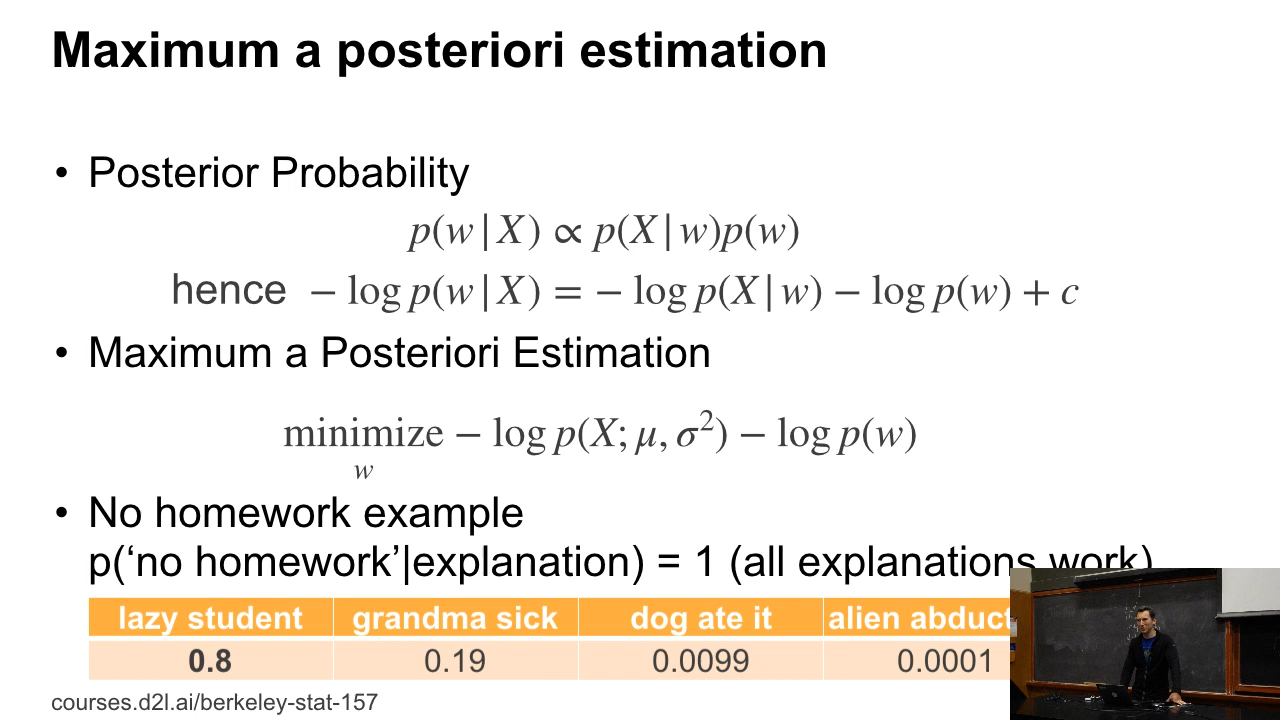 Maximum a posteriori estimation
• Posterior Probability
p(w|X) ∝ p(X|w)p(w)
hence − log p(w|X) = − log p(X|w) − log p(w) + c
• Maximum a Posteriori Estimation
minimize − log p(X; μ, σ²) − log p(w)
w
• No homework example
p(‘no homework’|explanation) = 1 (all explanations work)
lazy student grandma sick dog ate it alien abduct
0.8 0.19 0.0099 0.0001
courses.d2l.ai/berkeley-stat-157